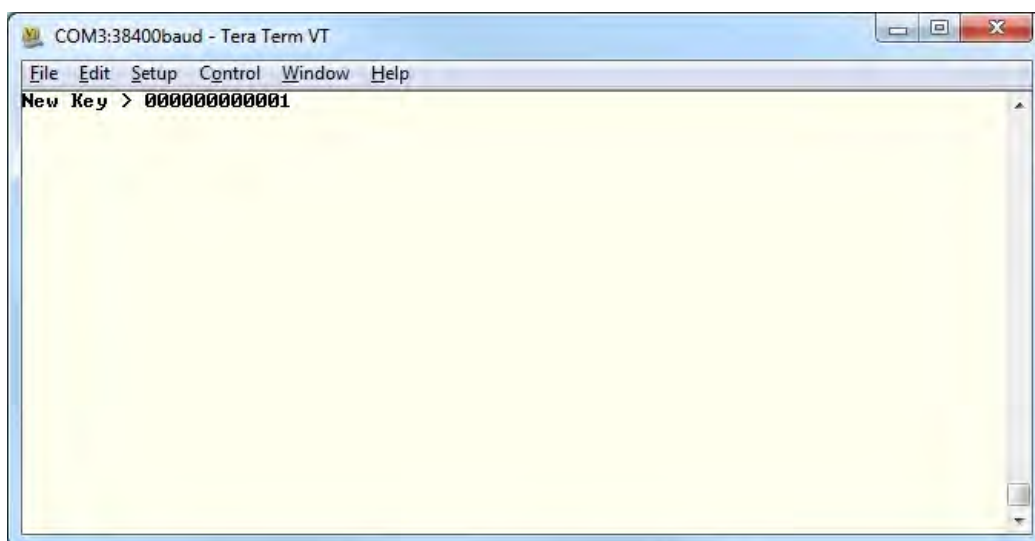 COM3:38400baud - Tera Term VT
File Edit Setup Control Window Help
New Key > 000000000001